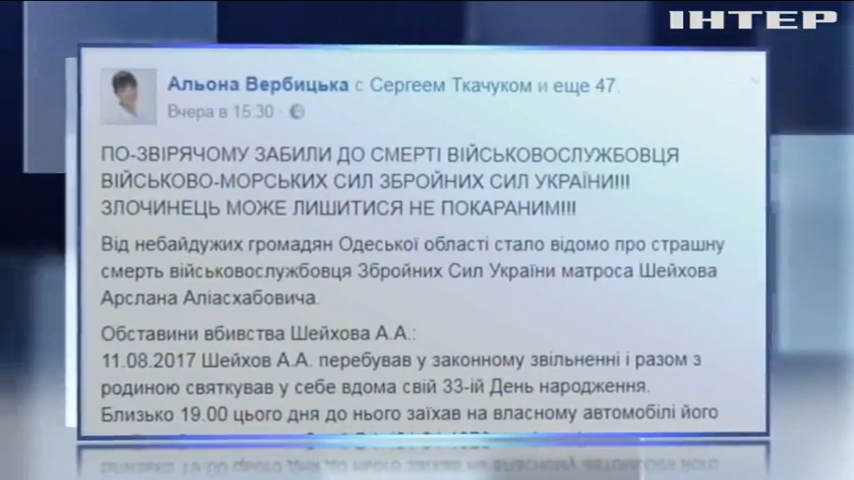 ІНТЕР
Альона Вербицька с Сергеем Ткачуком и еще 47.
Вчера в 15:30
ПО-ЗВІРЯЧОМУ ЗАБИЛИ ДО СМЕРТІ ВІЙСЬКОВОСЛУЖБОВЦЯ
ВІЙСЬКОВО-МОРСЬКИХ СИЛ ЗБРОЙНИХ СИЛ УКРАЇНИ!!!
ЗЛОЧИНЕЦЬ МОЖЕ ЛИШИТИСЯ НЕ ПОКАРАНИМ!!!
Від небайдужих громадян Одеської області стало відомо про страшну
смерть військовослужбовця Збройних Сил України матроса Шейхова
Арслана Аліасхабовича.
Обставини вбивства Шейхова А.А.:
11.08.2017 Шейхов А.А. перебував у законному звільненні і разом з
родиною святкував у себе вдома свій 33-ій День народження.
Близько 19.00 цього дня до нього заїхав на власному автомобілі його